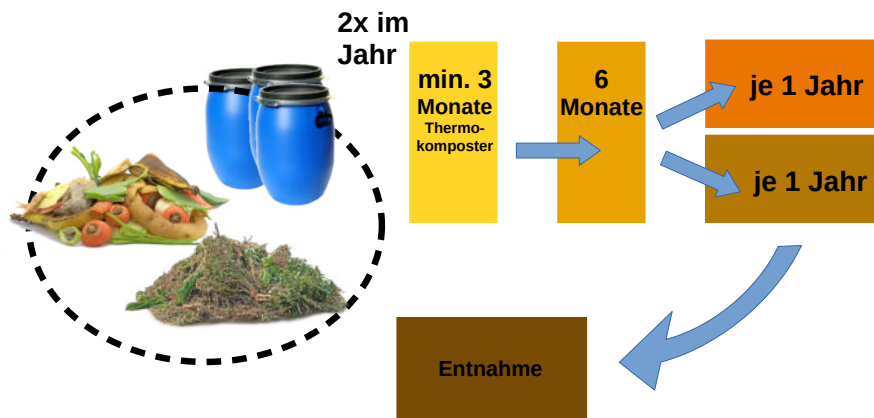 2x im
Jahr
min. 3
Monate
Thermo-
komposter
6
Monate
je 1 Jahr
je 1 Jahr
Entnahme